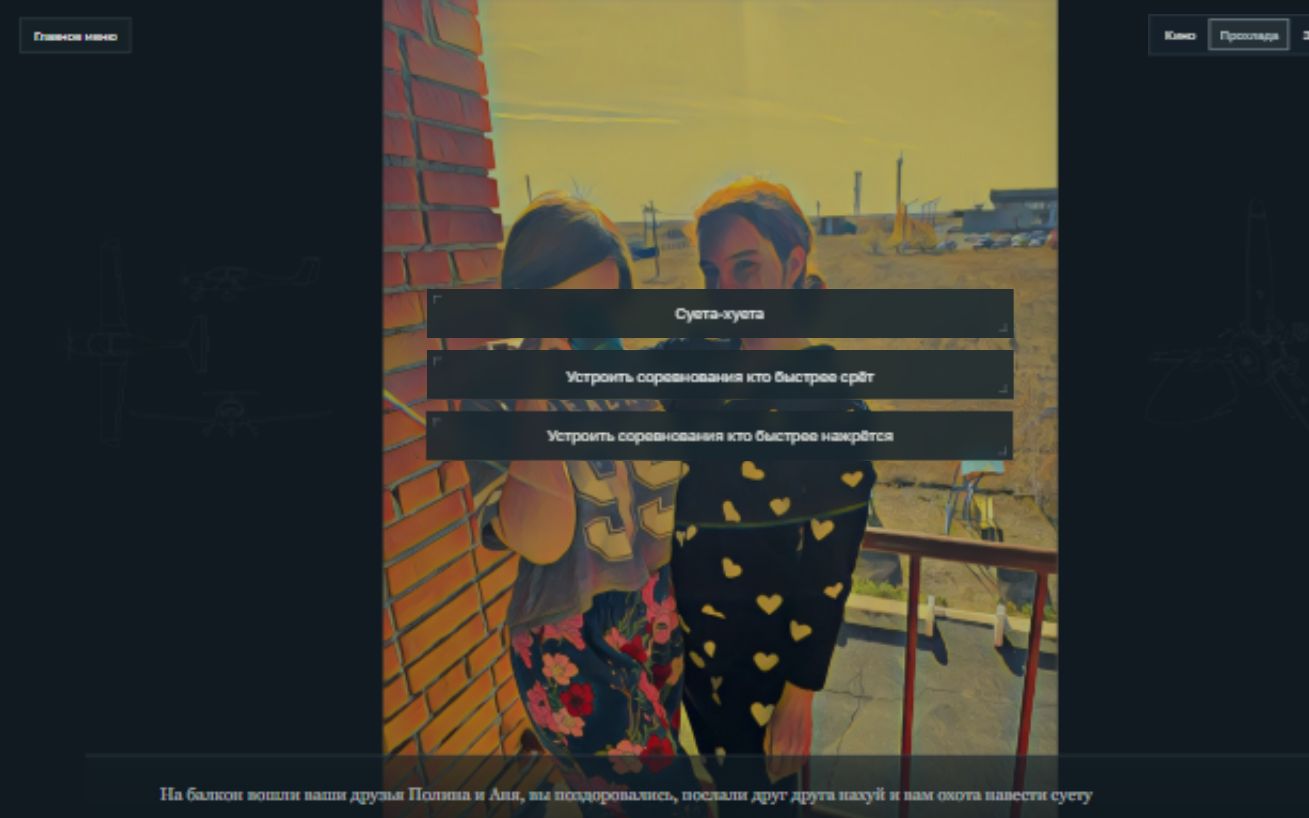 Главное меню
Кино Прохлада
Суета-хуета
Устроить соревнования кто быстрее срёт
Устроить соревнования кто быстрее нажрётся
На балкон вошли ваши друзья Полина и Аня, вы поздоровались, послали друг друга нахуй и вам охота навести суету